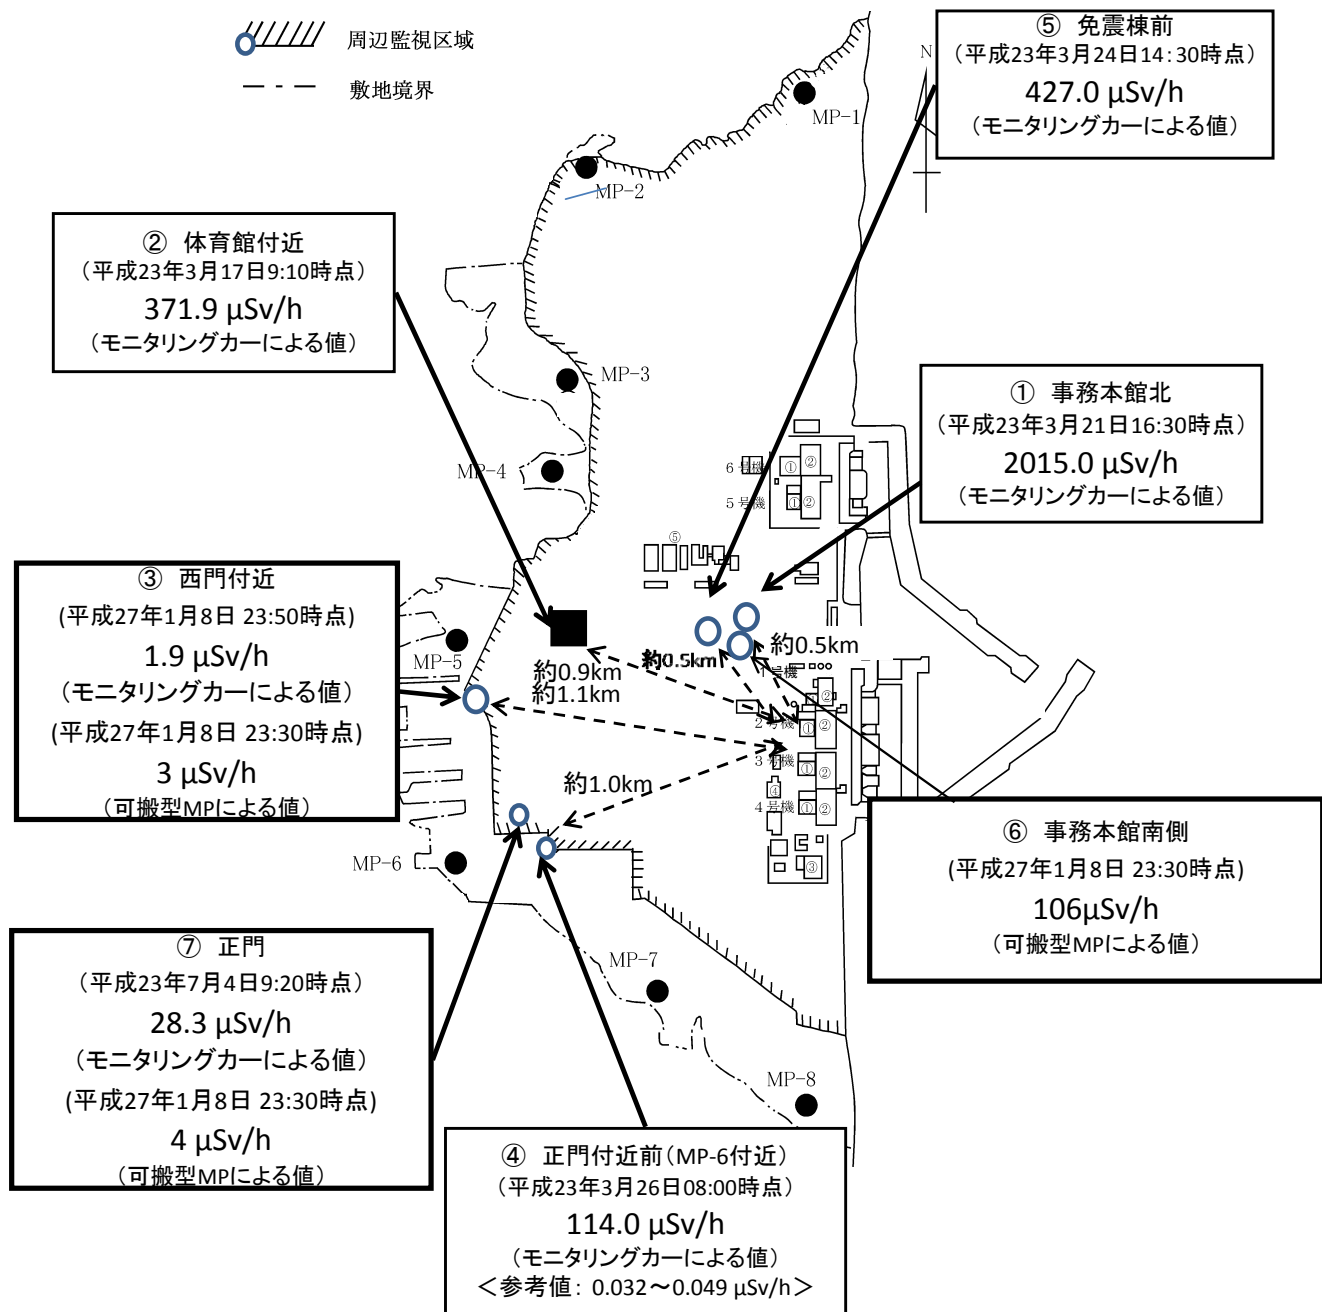 周辺監視区域
敷地境界
⑤ 免震棟前
（平成23年3月24日14：30時点）
427.0 μSv/h
（モニタリングカーによる値）
N
MP-1
MP-2
② 体育館付近
（平成23年3月17日9:10時点）
371.9 μSv/h
（モニタリングカーによる値）
MP-3
MP-4
① 事務本館北
（平成23年3月21日16:30時点）
2015.0 μSv/h
（モニタリングカーによる値）
6号機
①
②
5号機
①
②
⑤
③ 西門付近
(平成27年1月8日 23:50時点)
1.9 μSv/h
（モニタリングカーによる値）
(平成27年1月8日 23:30時点)
3 μSv/h
（可搬型MPによる値）
MP-5
約0.9km
約1.1km
約0.5km
約0.5km
1号機
②
2号機
①
②
3号機
①
②
④
4号機
①
②
③
約1.0km
MP-6
⑥ 事務本館南側
(平成27年1月8日 23:30時点)
106μSv/h
（可搬型MPによる値）
⑦ 正門
（平成23年7月4日9:20時点）
28.3 μSv/h
（モニタリングカーによる値）
(平成27年1月8日 23:30時点)
4 μSv/h
（可搬型MPによる値）
MP-7
MP-8
④ 正門付近前（MP-6付近）
（平成23年3月26日08:00時点）
114.0 μSv/h
（モニタリングカーによる値）
＜参考値： 0.032～0.049 μSv/h＞